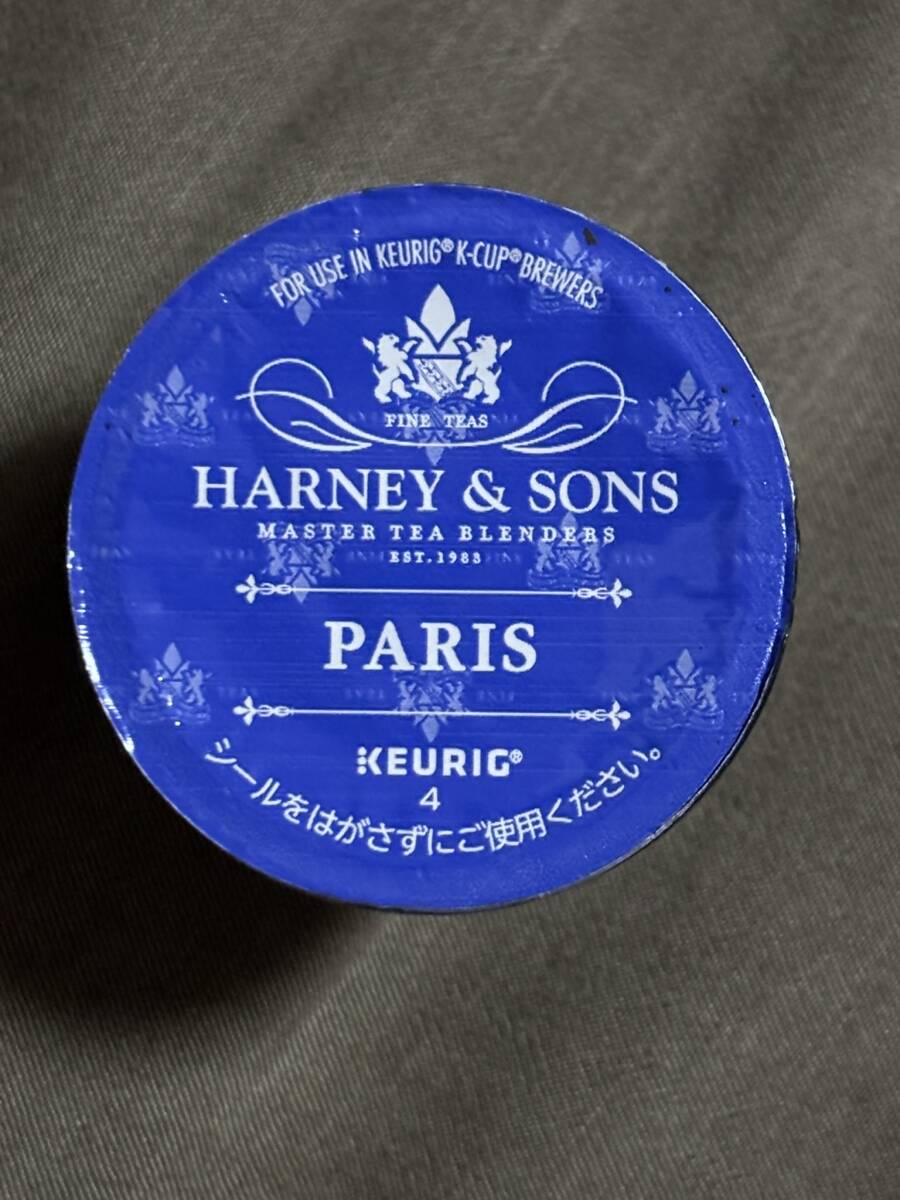 FOR USE IN KEURIG® K-CUP® BREWERS
FINE TEAS
HARNEY & SONS
MASTER TEA BLENDERS
EST. 1983
PARIS
KEURIG®
4
シールをはがさずにご使用ください。